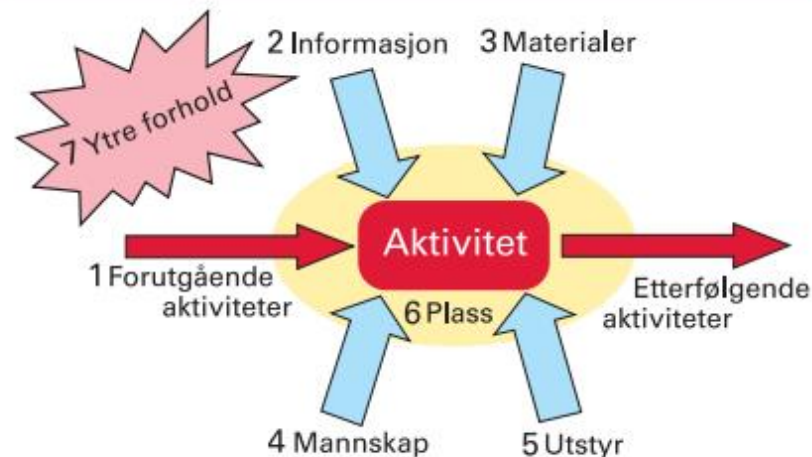 2 Informasjon
3 Materialer
7 Ytre forhold
Aktivitet
1 Forutgående
aktiviteter
6 Plass
Etterfølgende
aktiviteter
4 Mannskap
5 Utstyr